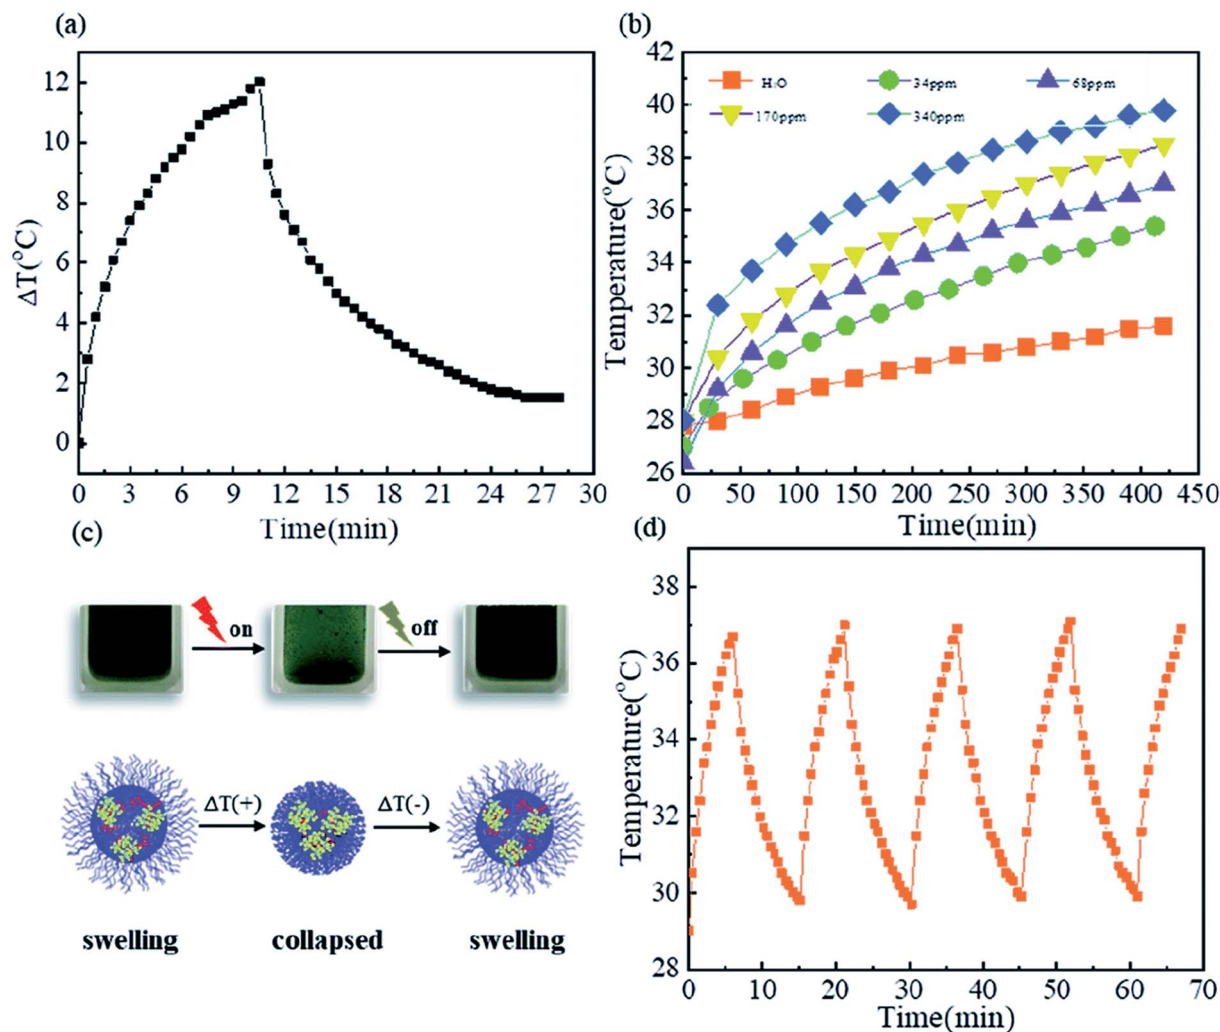 (a)
12
10
8
6
4
2
0
ΔT(°C)
0 3 6 9 12 15 18 21 24 27 30
Time(min)
(b)
42
40
38
36
34
32
30
28
26
Temperature(°C)
H2O 34ppm 68ppm
170ppm 340ppm
0 50 100 150 200 250 300 350 400 450
Time(min)
(c)
on off
ΔT(+) ΔT(-)
swelling collapsed swelling
(d)
38
36
34
32
30
28
Temperature(°C)
0 10 20 30 40 50 60 70
Time(min)